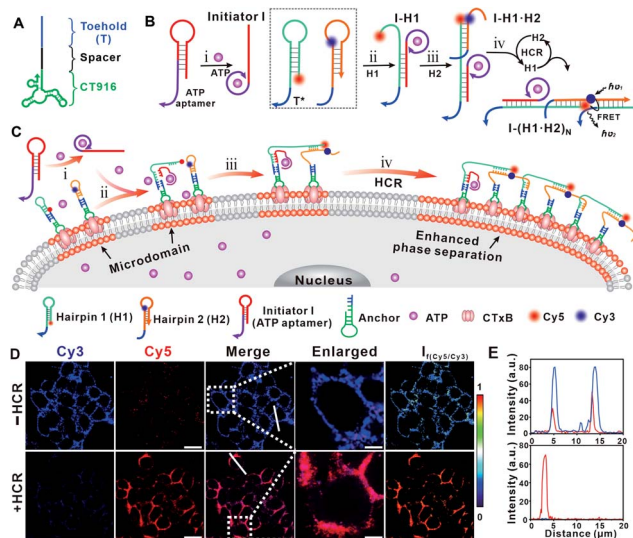 A
Toehold (T)
Spacer
CT916
B
Initiator I
i
ATP
ATP
aptamer
T*
ii
H1
I-H1
iii
H2
I-H1·H2
iv
H2
HCR
H1
I-(H1·H2)N
FRET
ħυ₁
ħυ₂
C
i
ii
iii
iv
HCR
Microdomain
Enhanced
phase separation
Nucleus
Hairpin 1 (H1)
Hairpin 2 (H2)
Initiator I
(ATP aptamer)
Anchor
ATP
CTxB
Cy5
Cy3
D
Cy3
Cy5
Merge
Enlarged
If(Cy5/Cy3)
−HCR
+HCR
1
0
E
Intensity (a.u.)
80
60
40
20
0
0
5
10
15
20
Intensity (a.u.)
80
60
40
20
0
0
5
10
15
20
Distance (μm)